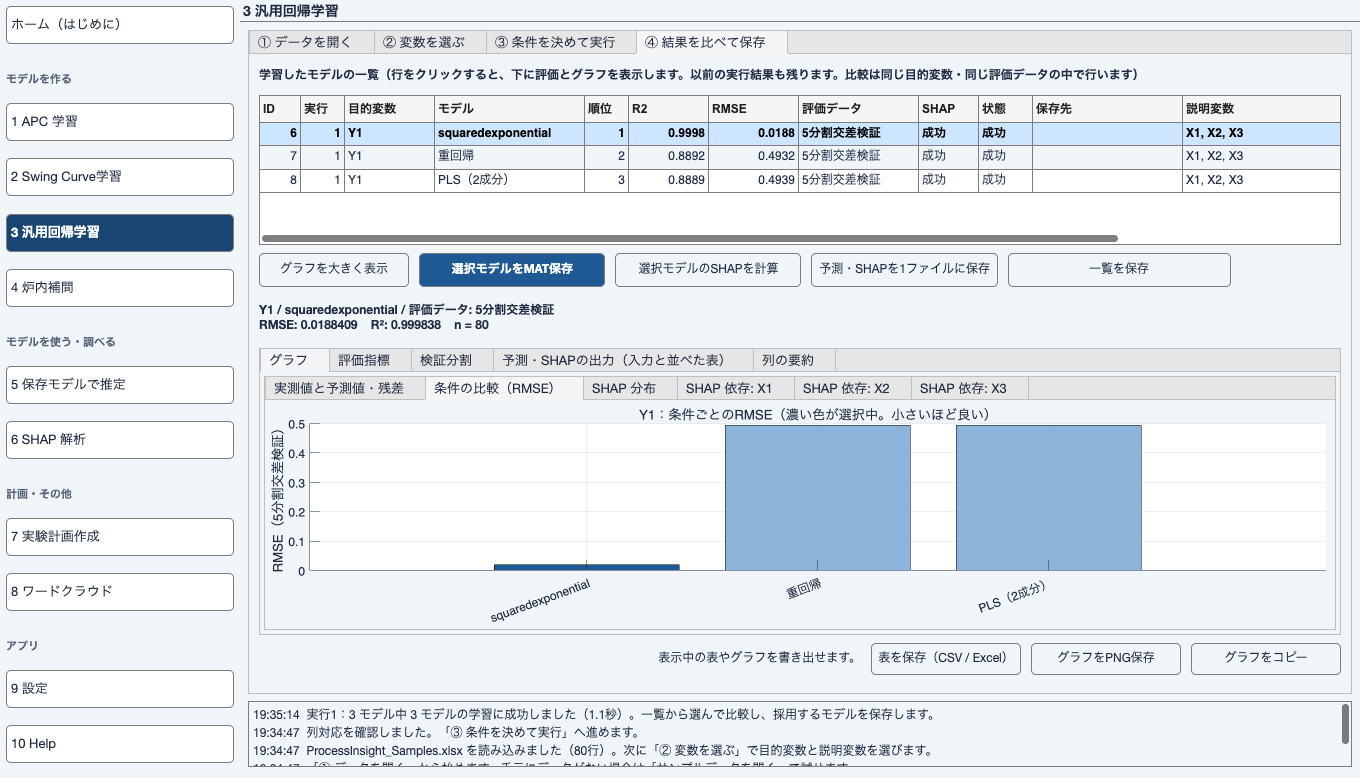 ホーム（はじめに）
モデルを作る
1 APC 学習
2 Swing Curve学習
3 汎用回帰学習
4 炉内補間
モデルを使う・調べる
5 保存モデルで推定
6 SHAP 解析
計画・その他
7 実験計画作成
8 ワードクラウド
アプリ
9 設定
10 Help
3 汎用回帰学習
① データを開く ② 変数を選ぶ ③ 条件を決めて実行 ④ 結果を比べて保存
学習したモデルの一覧（行をクリックすると、下に評価とグラフを表示します。以前の実行結果も残ります。比較は同じ目的変数・同じ評価データの中で行います）
ID 実行 目的変数 モデル 順位 R2 RMSE 評価データ SHAP 状態 保存先 説明変数
6 1 Y1 squaredexponential 1 0.9998 0.0188 5分割交差検証 成功 成功 X1, X2, X3
7 1 Y1 重回帰 2 0.8892 0.4932 5分割交差検証 成功 成功 X1, X2, X3
8 1 Y1 PLS（2成分） 3 0.8889 0.4939 5分割交差検証 成功 成功 X1, X2, X3
グラフを大きく表示 選択モデルをMAT保存 選択モデルのSHAPを計算 予測・SHAPを1ファイルに保存 一覧を保存
Y1 / squaredexponential / 評価データ: 5分割交差検証
RMSE: 0.0188409 R²: 0.999838 n = 80
グラフ 評価指標 検証分割 予測・SHAPの出力（入力と並べた表） 列の要約
実測値と予測値・残差 条件の比較（RMSE） SHAP 分布 SHAP 依存: X1 SHAP 依存: X2 SHAP 依存: X3
Y1：条件ごとのRMSE（濃い色が選択中。小さいほど良い）
RMSE（5分割交差検証）
0.5
0.4
0.3
0.2
0.1
0
squaredexponential 重回帰 PLS（2成分）
表示中の表やグラフを書き出せます。 表を保存（CSV / Excel） グラフをPNG保存 グラフをコピー
19:35:14 実行1：3 モデル中 3 モデルの学習に成功しました（1.1秒）。一覧から選んで比較し、採用するモデルを保存します。
19:34:47 列対応を確認しました。「③ 条件を決めて実行」へ進めます。
19:34:47 ProcessInsight_Samples.xlsx を読み込みました（80行）。次に「② 変数を選ぶ」で目的変数と説明変数を選びます。